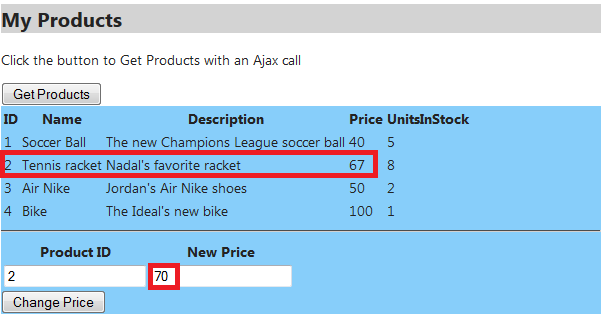 My Products
Click the button to Get Products with an Ajax call
Get Products
ID Name Description Price UnitsInStock
1 Soccer Ball The new Champions League soccer ball 40 5
2 Tennis racket Nadal's favorite racket 67 8
3 Air Nike Jordan's Air Nike shoes 50 2
4 Bike The Ideal's new bike 100 1
Product ID New Price
2 70
Change Price